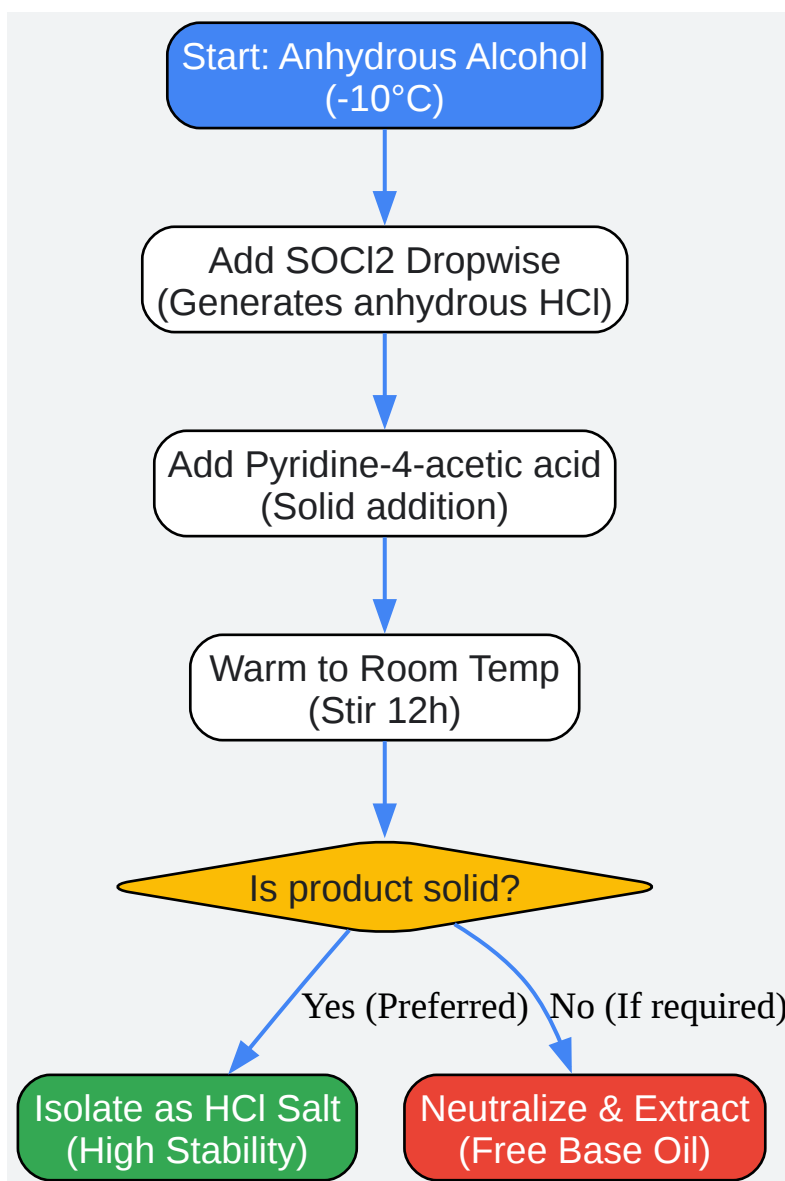 Start: Anhydrous Alcohol
(-10°C)
Add SOCl2 Dropwise
(Generates anhydrous HCl)
Add Pyridine-4-acetic acid
(Solid addition)
Warm to Room Temp
(Stir 12h)
Is product solid?
Yes (Preferred)
No (If required)
Isolate as HCl Salt
(High Stability)
Neutralize & Extract
(Free Base Oil)